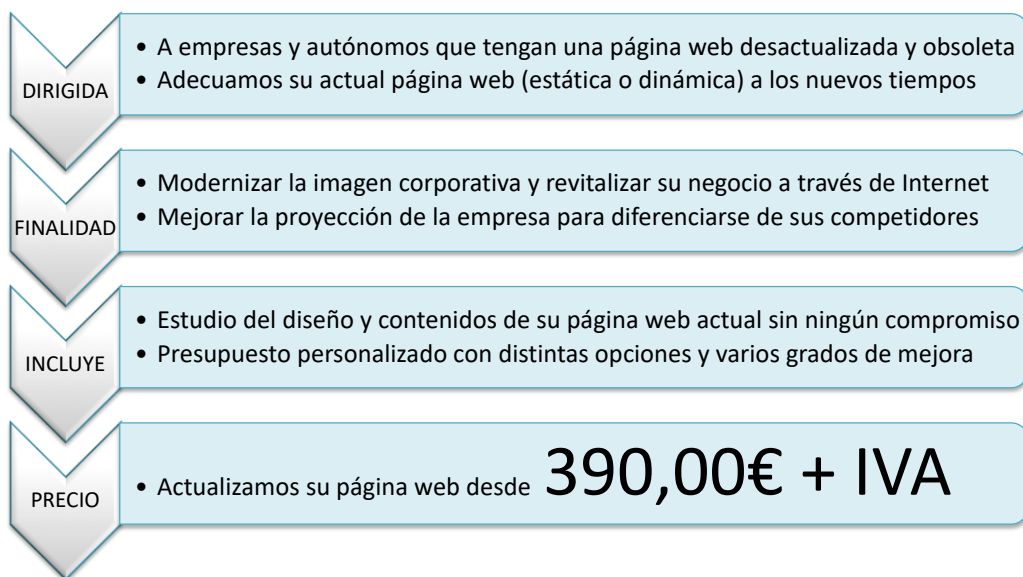 DIRIGIDA
• A empresas y autónomos que tengan una página web desactualizada y obsoleta
• Adecuamos su actual página web (estática o dinámica) a los nuevos tiempos
FINALIDAD
• Modernizar la imagen corporativa y revitalizar su negocio a través de Internet
• Mejorar la proyección de la empresa para diferenciarse de sus competidores
INCLUYE
• Estudio del diseño y contenidos de su página web actual sin ningún compromiso
• Presupuesto personalizado con distintas opciones y varios grados de mejora
PRECIO
• Actualizamos su página web desde 390,00€ + IVA